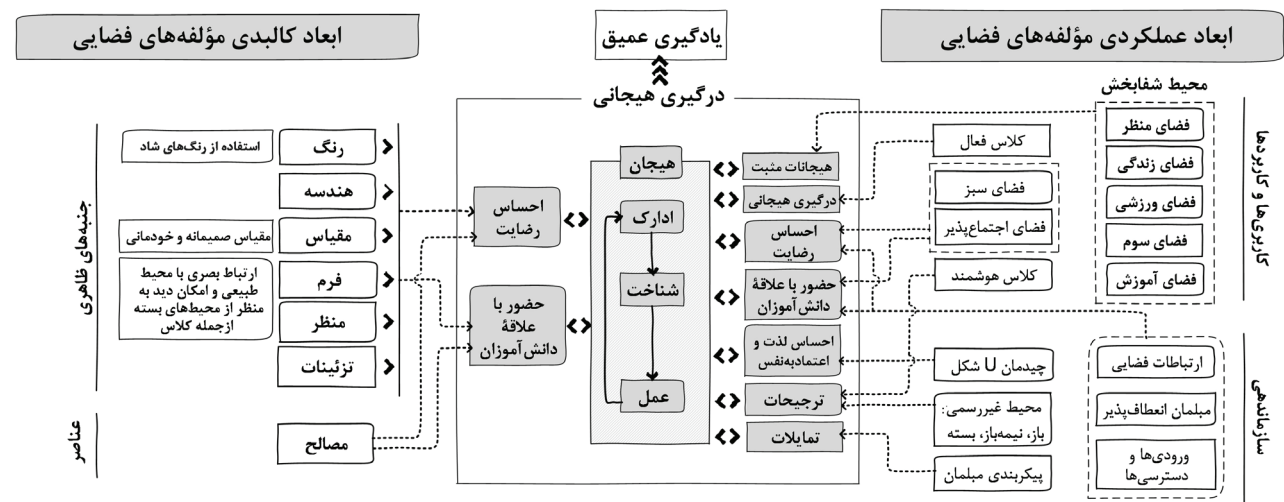 ابعاد عملکردی مؤلفه‌های فضایی
یادگیری عمیق
ابعاد کالبدی مؤلفه‌های فضایی
درگیری هیجانی
محیط شفابخش
فضای منظر
فضای زندگی
فضای ورزشی
فضای سوم
فضای آموزش
کاربری‌ها و کاربردها
ارتباطات فضایی
مبلمان انعطاف‌پذیر
ورودی‌ها و
دسترسی‌ها
سازماندهی
کلاس فعال
فضای سبز
فضای اجتماع‌پذیر
کلاس هوشمند
چیدمان U شکل
محیط غیررسمی:
باز، نیمه‌باز، بسته
پیکربندی مبلمان
هیجانات مثبت
درگیری هیجانی
احساس
رضایت
حضور با علاقهٔ
دانش‌آموزان
احساس لذت و
اعتمادبه‌نفس
ترجیحات
تمایلات
هیجان
ادارک
شناخت
عمل
احساس
رضایت
حضور با
علاقهٔ
دانش‌آموزان
رنگ
هندسه
مقیاس
فرم
منظر
تزئینات
مصالح
استفاده از رنگ‌های شاد
مقیاس صمیمانه و خودمانی
ارتباط بصری با محیط
طبیعی و امکان دید به
منظر از محیط‌های بسته
ازجمله کلاس
جنبه‌های ظاهری
عناصر